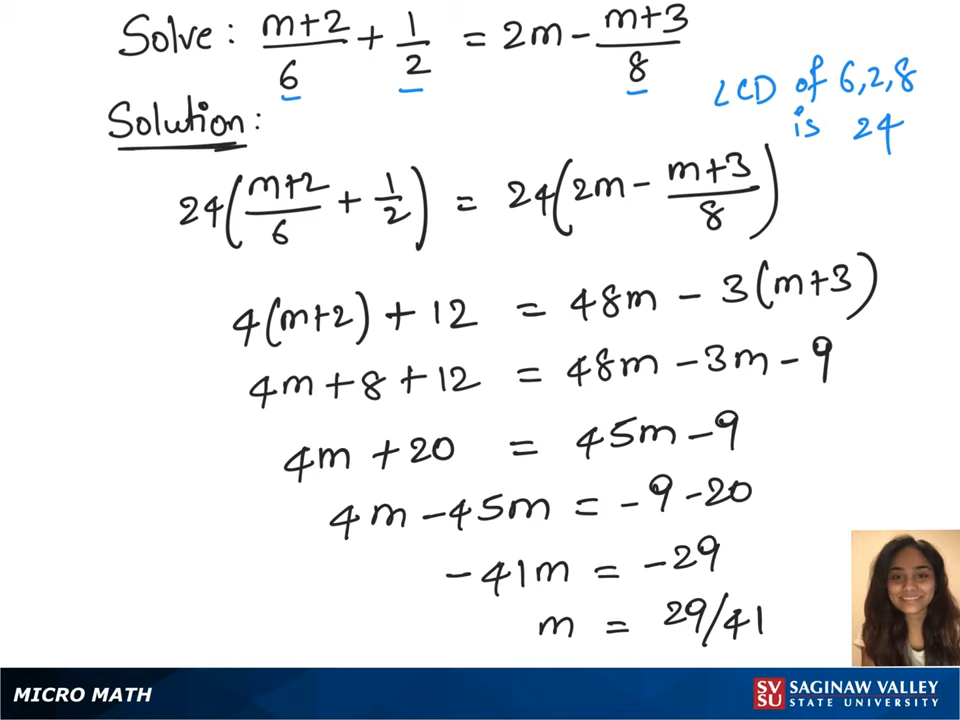 Solve: (m+2)/6 + 1/2 = 2m - (m+3)/8
LCD of 6,2,8
is 24
Solution:
24((m+2)/6 + 1/2) = 24(2m - (m+3)/8)
4(m+2) + 12 = 48m - 3(m+3)
4m + 8 + 12 = 48m - 3m - 9
4m + 20 = 45m - 9
4m - 45m = -9 - 20
-41m = -29
m = 29/41
MICRO MATH
SVSU SAGINAW VALLEY
STATE UNIVERSITY